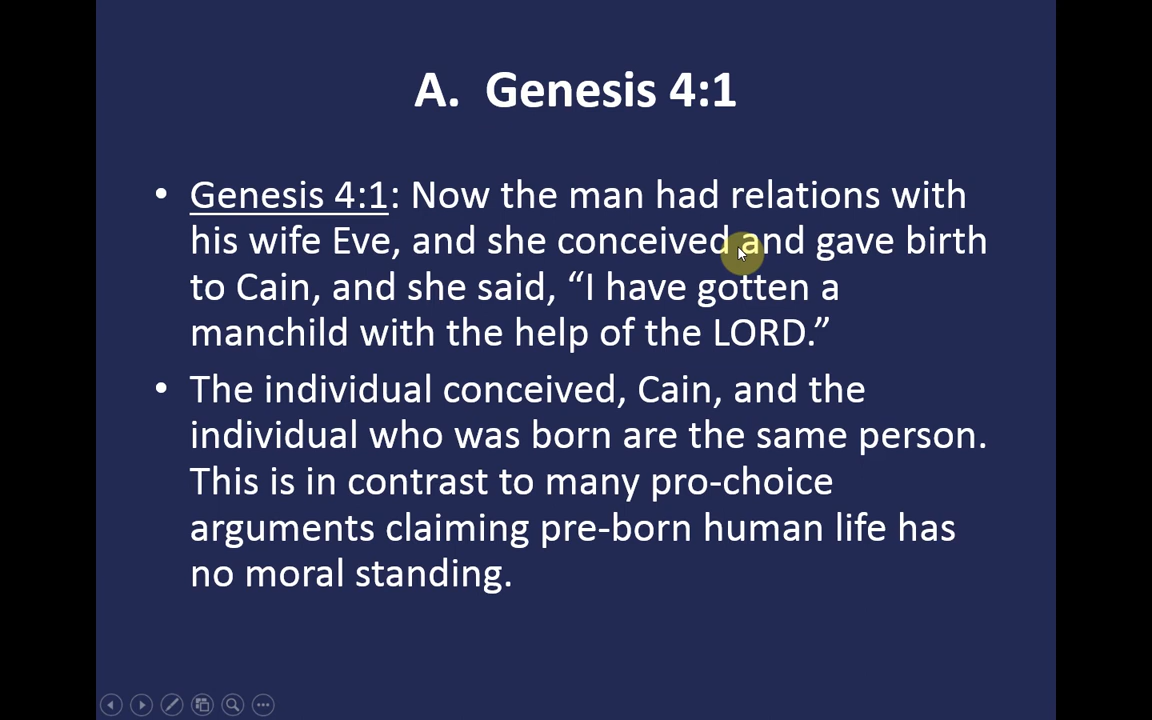 A. Genesis 4:1
• Genesis 4:1: Now the man had relations with
his wife Eve, and she conceived and gave birth
to Cain, and she said, “I have gotten a
manchild with the help of the LORD.”
• The individual conceived, Cain, and the
individual who was born are the same person.
This is in contrast to many pro-choice
arguments claiming pre-born human life has
no moral standing.